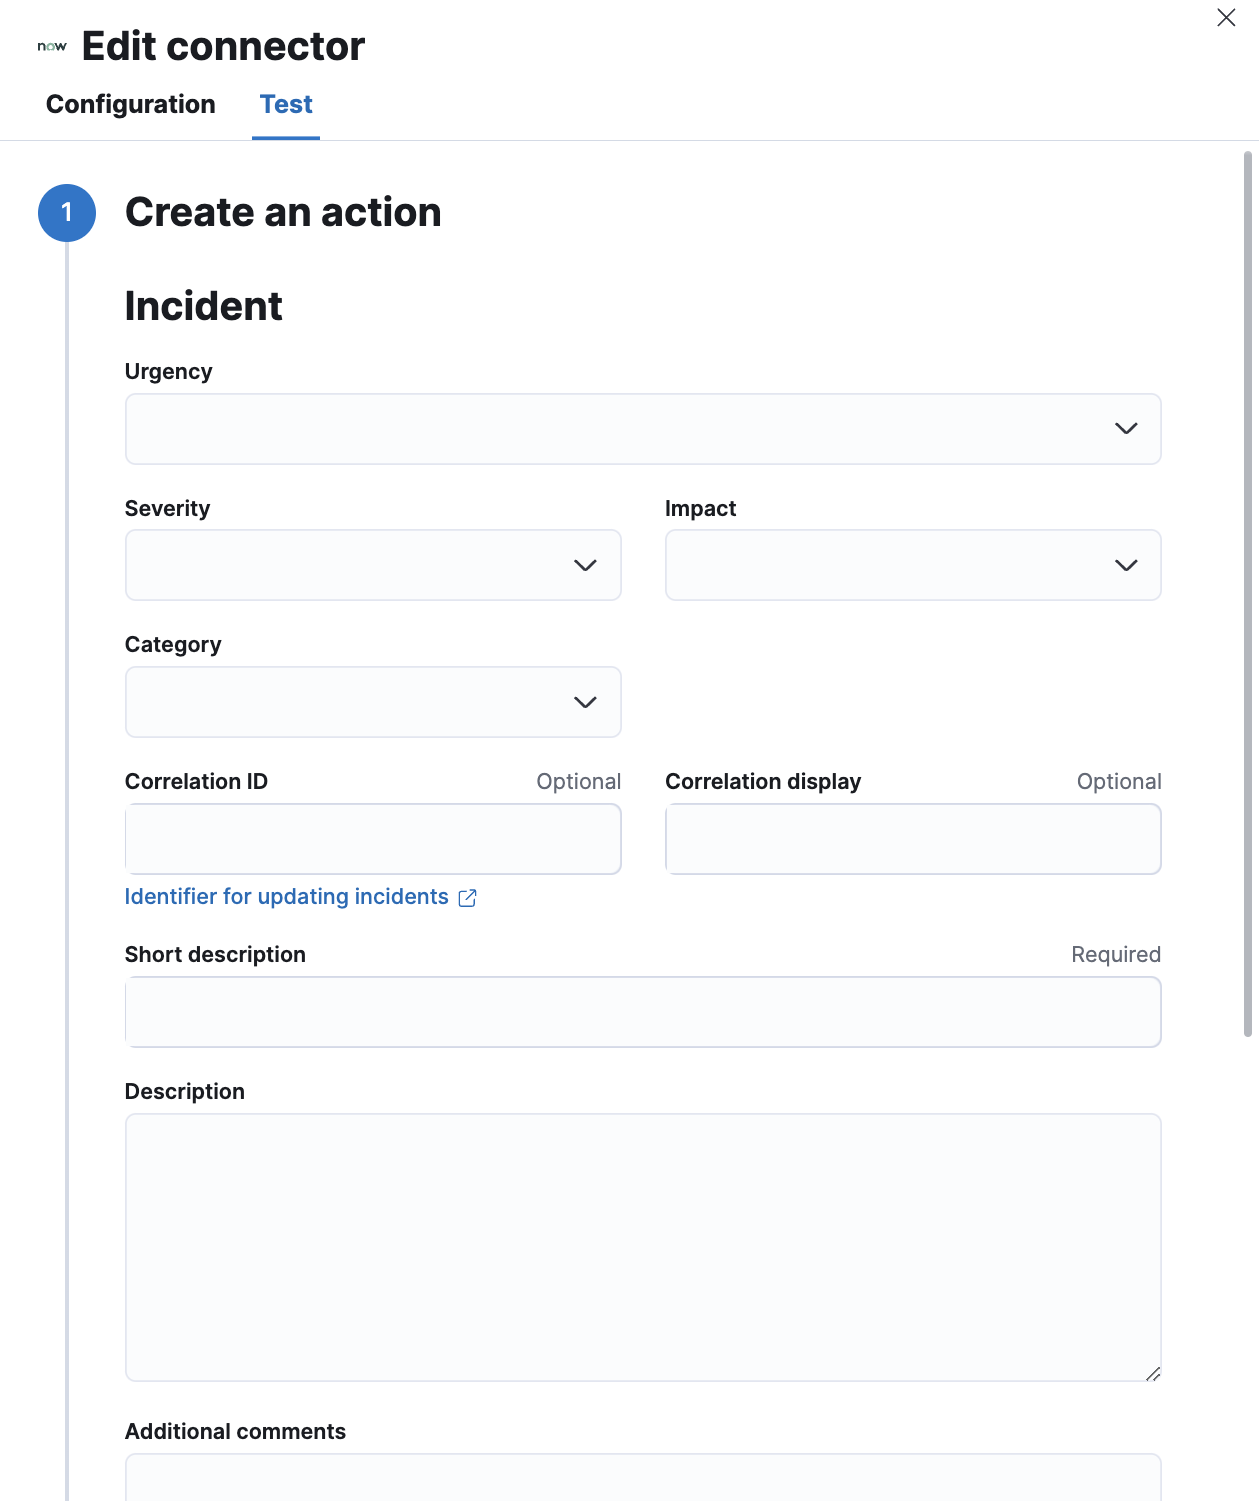 now Edit connector
Configuration Test
1 Create an action
Incident
Urgency
Severity Impact
Category
Correlation ID Optional Correlation display Optional
Identifier for updating incidents
Short description Required
Description
Additional comments